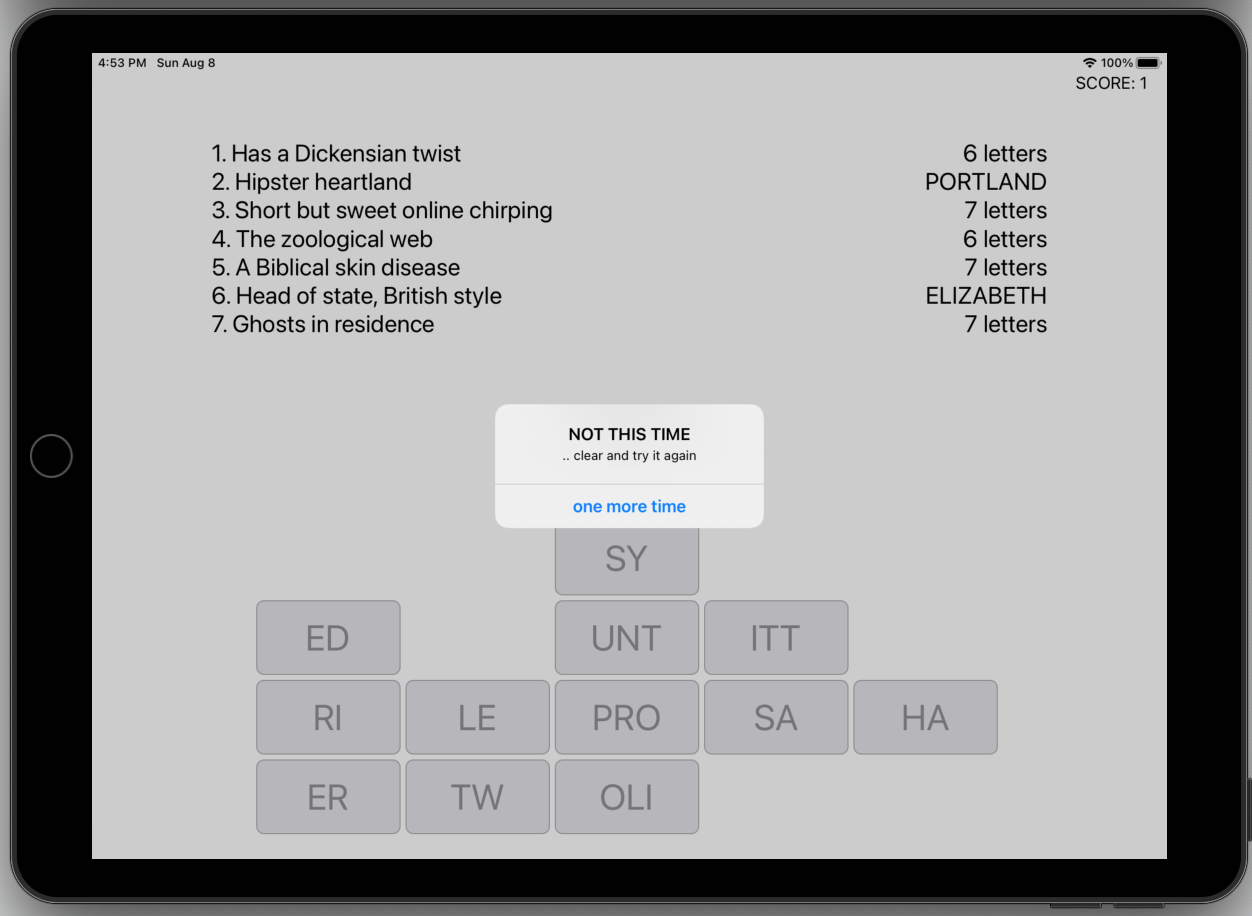 4:53 PM Sun Aug 8
100%
SCORE: 1
1. Has a Dickensian twist 6 letters
2. Hipster heartland PORTLAND
3. Short but sweet online chirping 7 letters
4. The zoological web 6 letters
5. A Biblical skin disease 7 letters
6. Head of state, British style ELIZABETH
7. Ghosts in residence 7 letters
NOT THIS TIME
.. clear and try it again
one more time
SY
ED UNT ITT
RI LE PRO SA HA
ER TW OLI